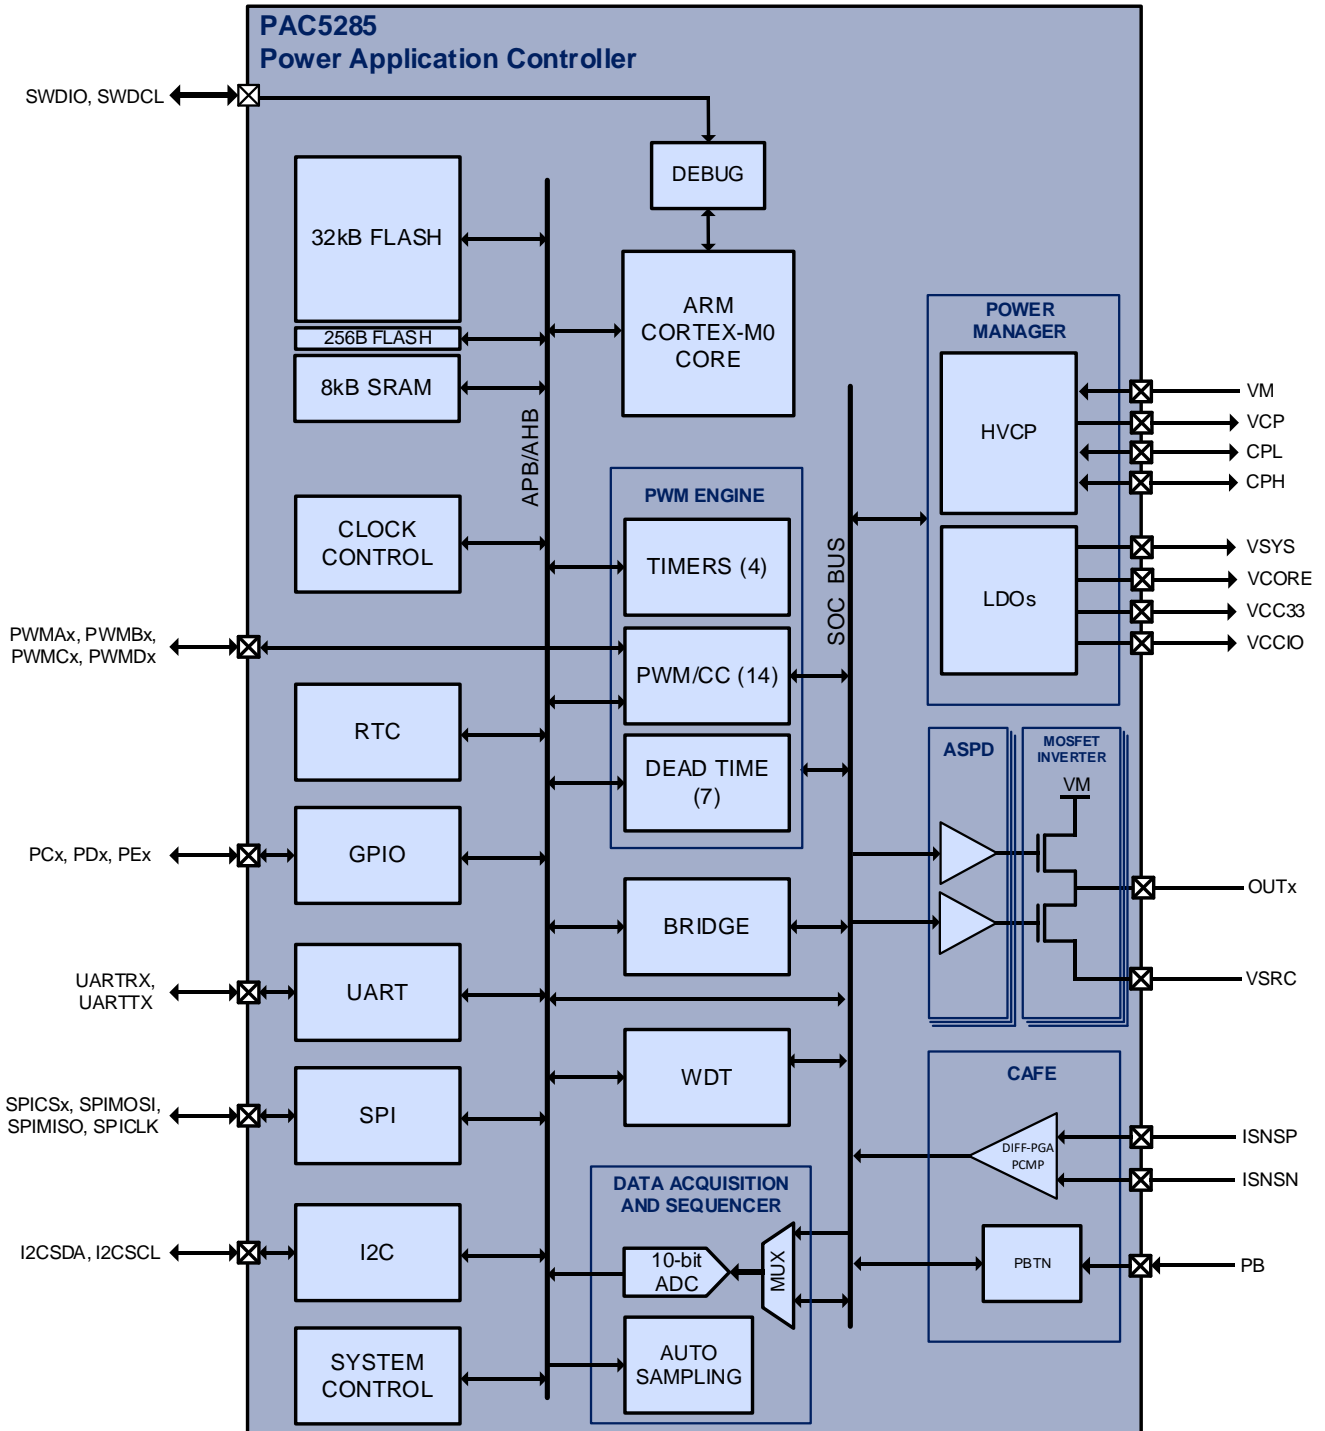 PAC5285
Power Application Controller
SWDIO, SWDCL
DEBUG
32kB FLASH
256B FLASH
8kB SRAM
ARM
CORTEX-M0
CORE
APB/AHB
CLOCK
CONTROL
PWM ENGINE
TIMERS (4)
PWMAx, PWMBx,
PWMCx, PWMDx
PWM/CC (14)
RTC
DEAD TIME
(7)
PCx, PDx, PEx
GPIO
BRIDGE
UARTRX,
UARTTX
UART
WDT
SPICSx, SPIMOSI,
SPIMISO, SPICLK
SPI
DATA ACQUISITION
AND SEQUENCER
I2CSDA, I2CSCL
I2C
10-bit
ADC
MUX
SYSTEM
CONTROL
AUTO
SAMPLING
SOC BUS
POWER
MANAGER
HVCP
VM
VCP
CPL
CPH
LDOs
VSYS
VCORE
VCC33
VCCIO
ASPD
MOSFET
INVERTER
VM
OUTx
VSRC
CAFE
DIFF-PGA
PCMP
ISNSP
ISNSN
PBTN
PB